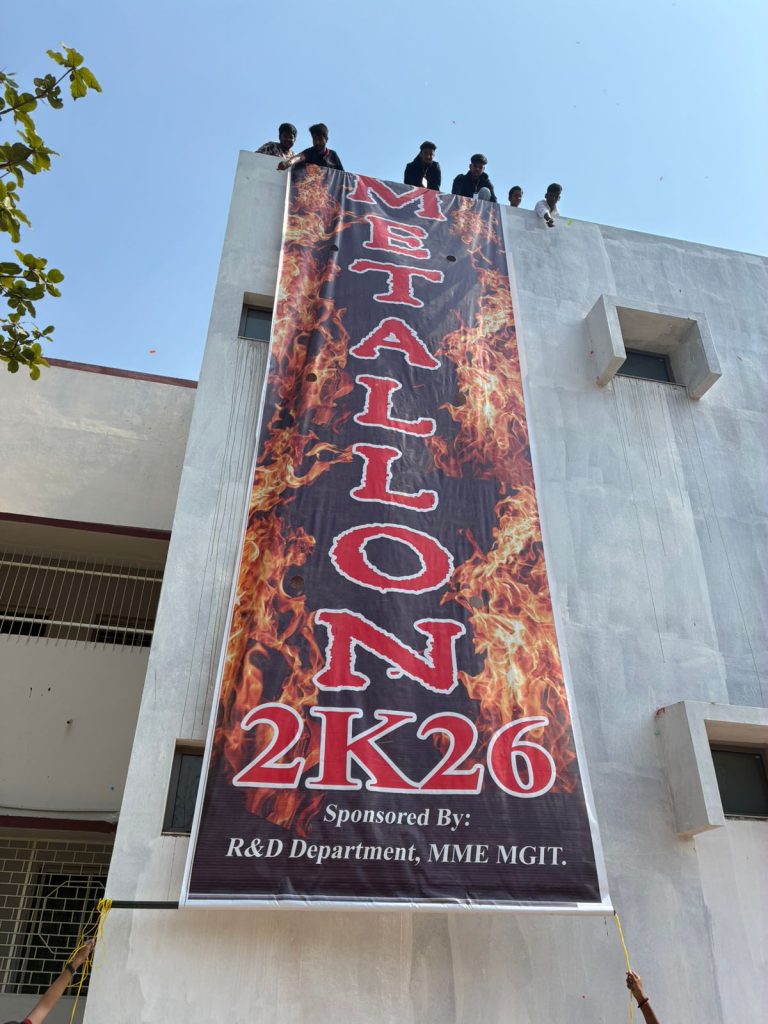 METALLON
2K26
Sponsored By:
R&D Department, MME MGIT.